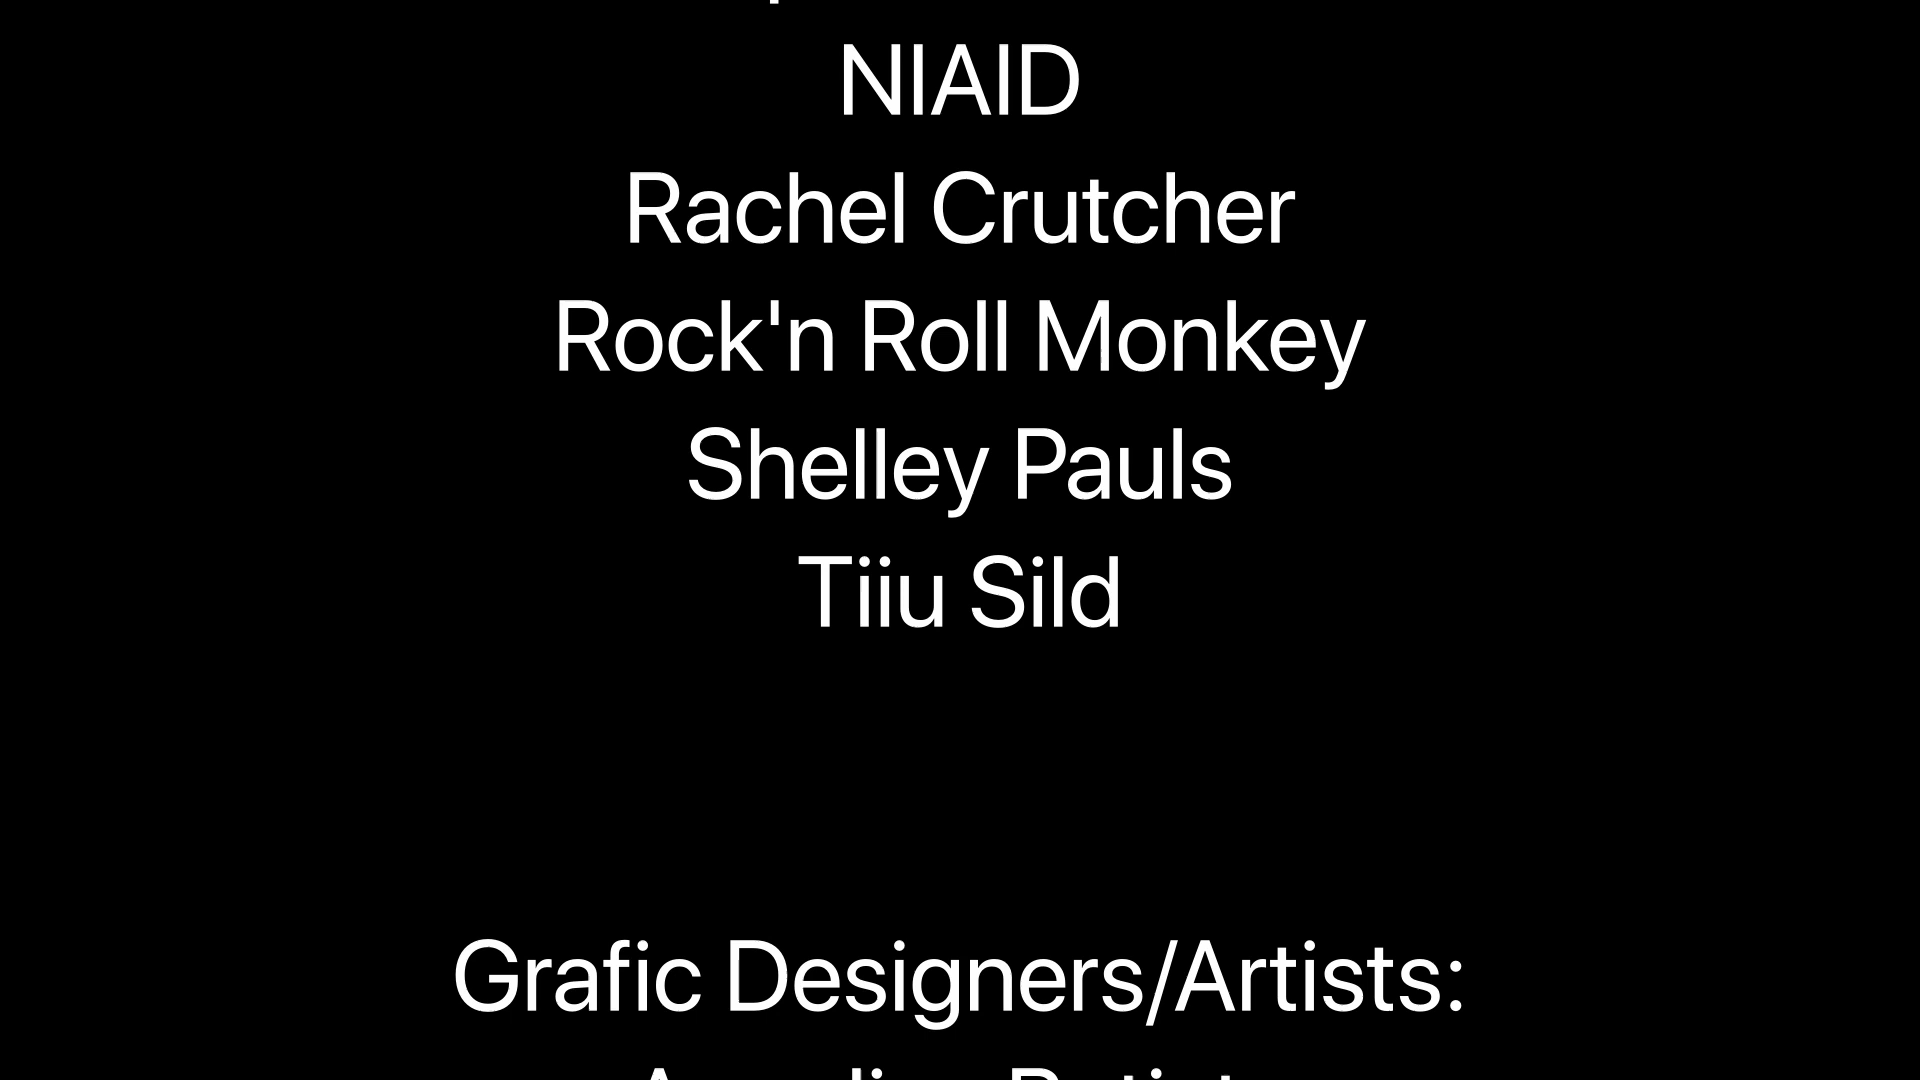 NIAID
Rachel Crutcher
Rock'n Roll Monkey
Shelley Pauls
Tiiu Sild
Grafic Designers/Artists: